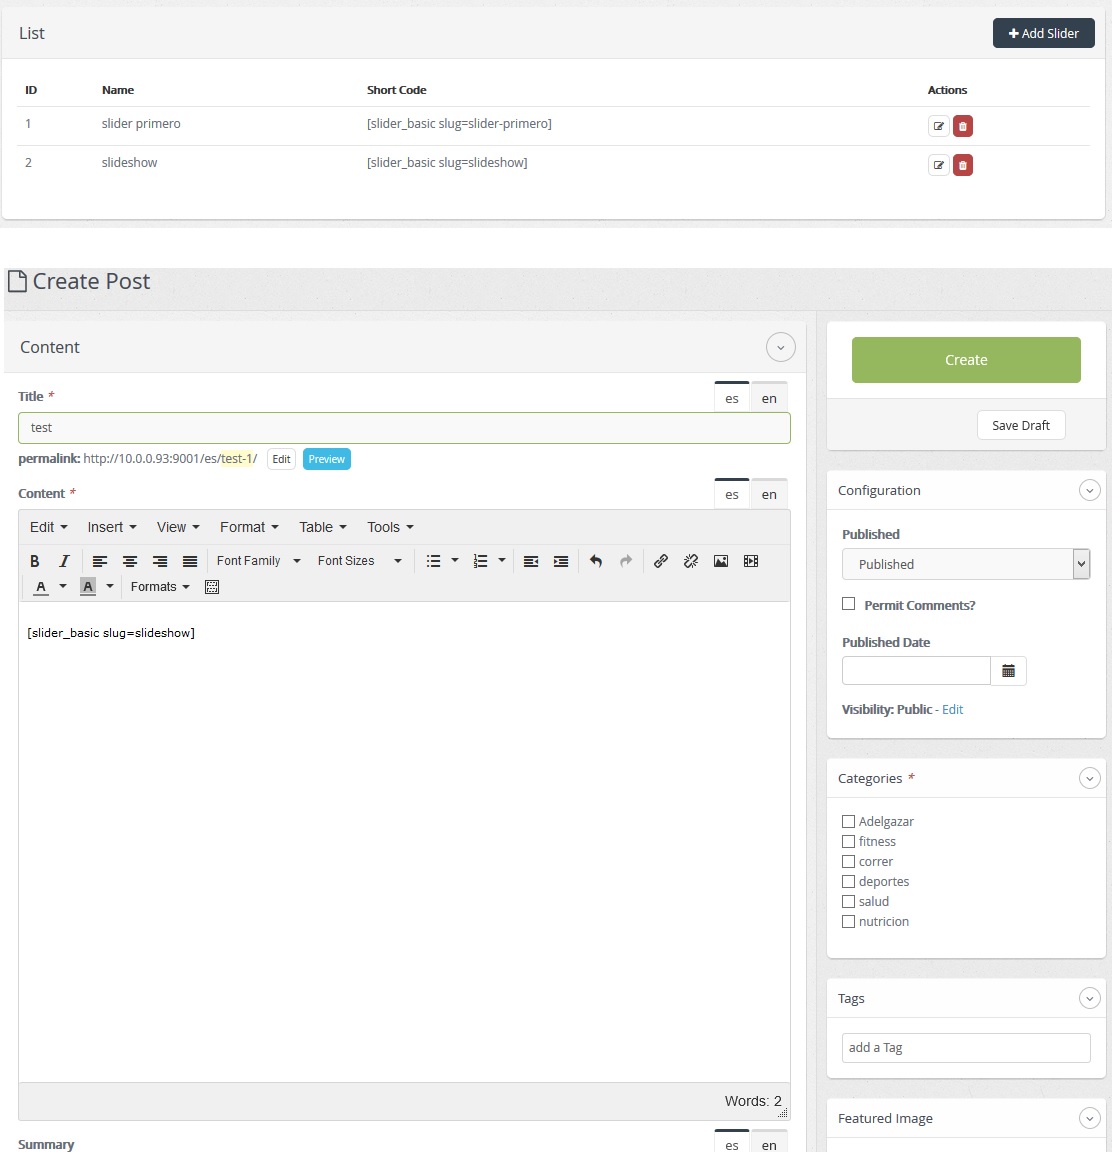 List
Add Slider
ID Name Short Code Actions
1 slider primero [slider_basic slug=slider-primero]
2 slideshow [slider_basic slug=slideshow]
Create Post
Content
Title * es en
test
permalink: http://10.0.0.93:9001/es/test-1/ Edit Preview
Content * es en
Edit Insert View Format Table Tools
B I Font Family Font Sizes
A A Formats
[slider_basic slug=slideshow]
Words: 2
Summary es en
Create
Save Draft
Configuration
Published
Published
Permit Comments?
Published Date
Visibility: Public - Edit
Categories *
Adelgazar
fitness
correr
deportes
salud
nutricion
Tags
add a Tag
Featured Image